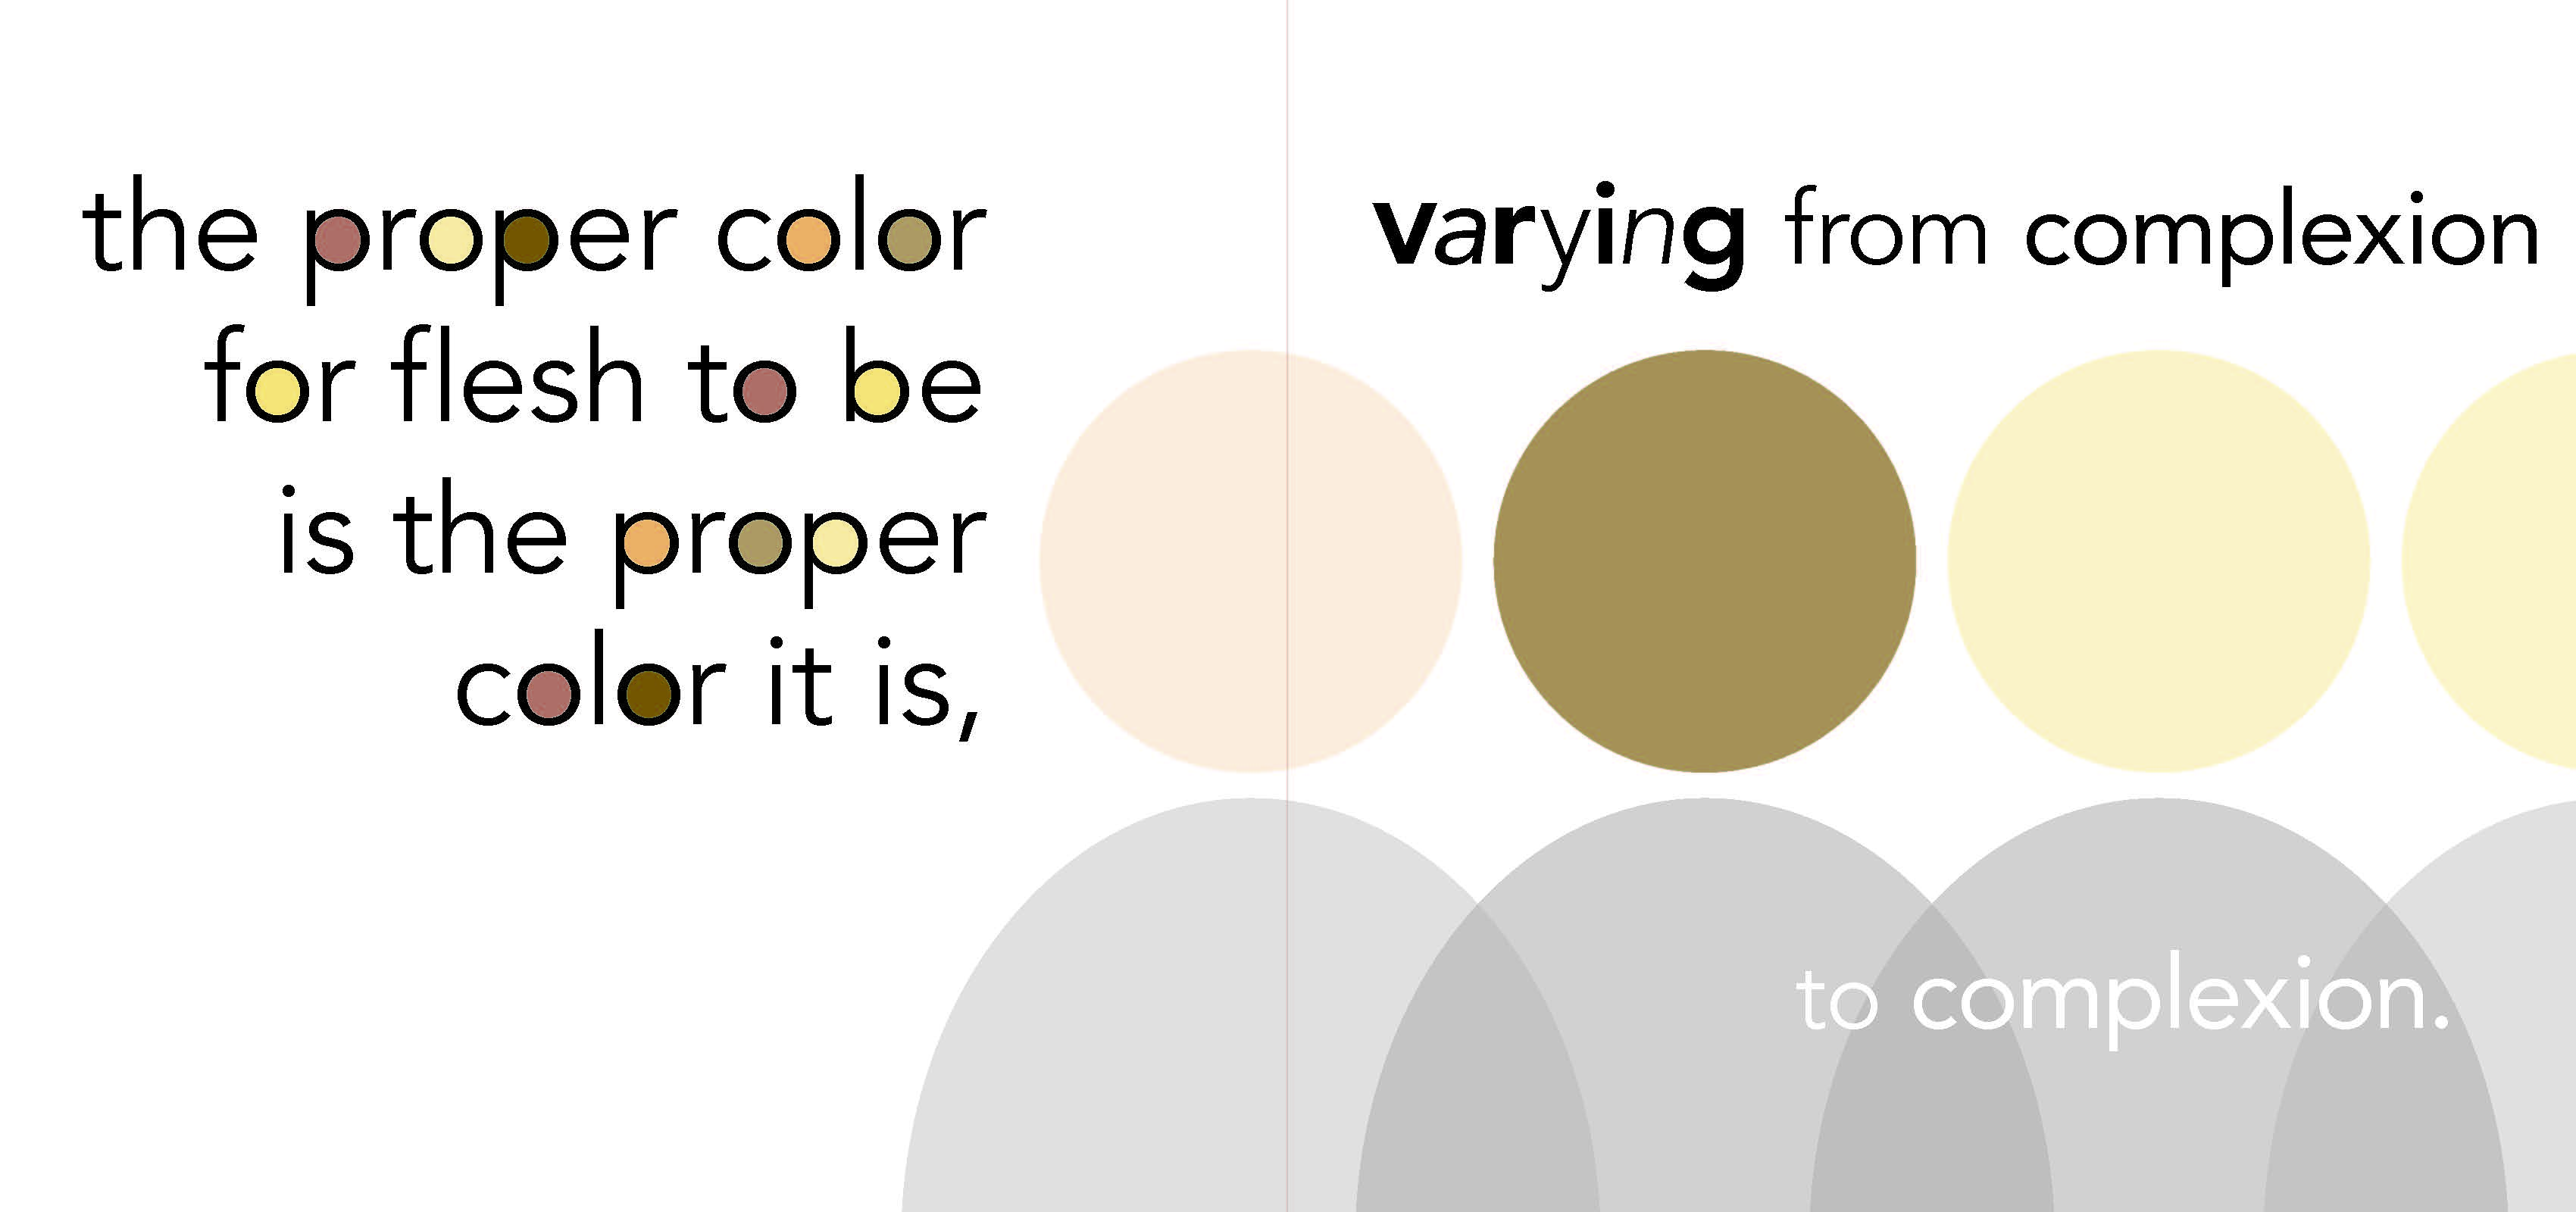 the proper color
for flesh to be
is the proper
color it is,
varying from complexion
to complexion.